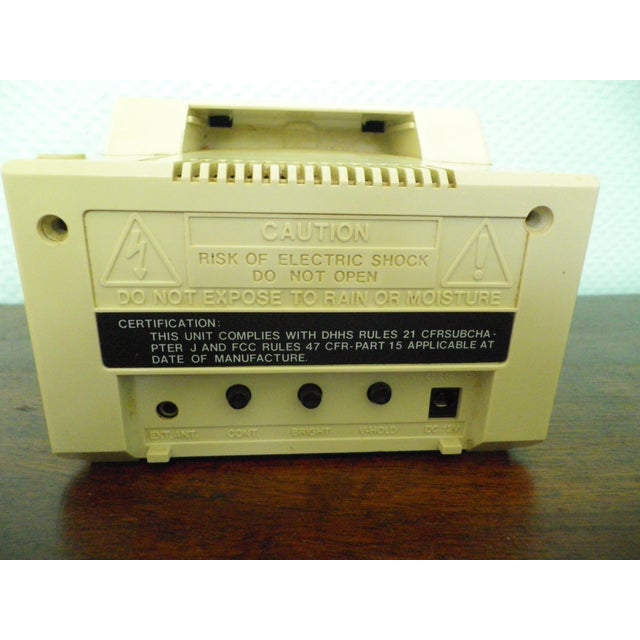 CAUTION
RISK OF ELECTRIC SHOCK
DO NOT OPEN
DO NOT EXPOSE TO RAIN OR MOISTURE
CERTIFICATION:
THIS UNIT COMPLIES WITH DHHS RULES 21 CFRSUBCHA-
PTER J AND FCC RULES 47 CFR-PART 15 APPLICABLE AT
DATE OF MANUFACTURE.
EXT. ANT. CONT. BRIGHT. V-HOLD DC-12V